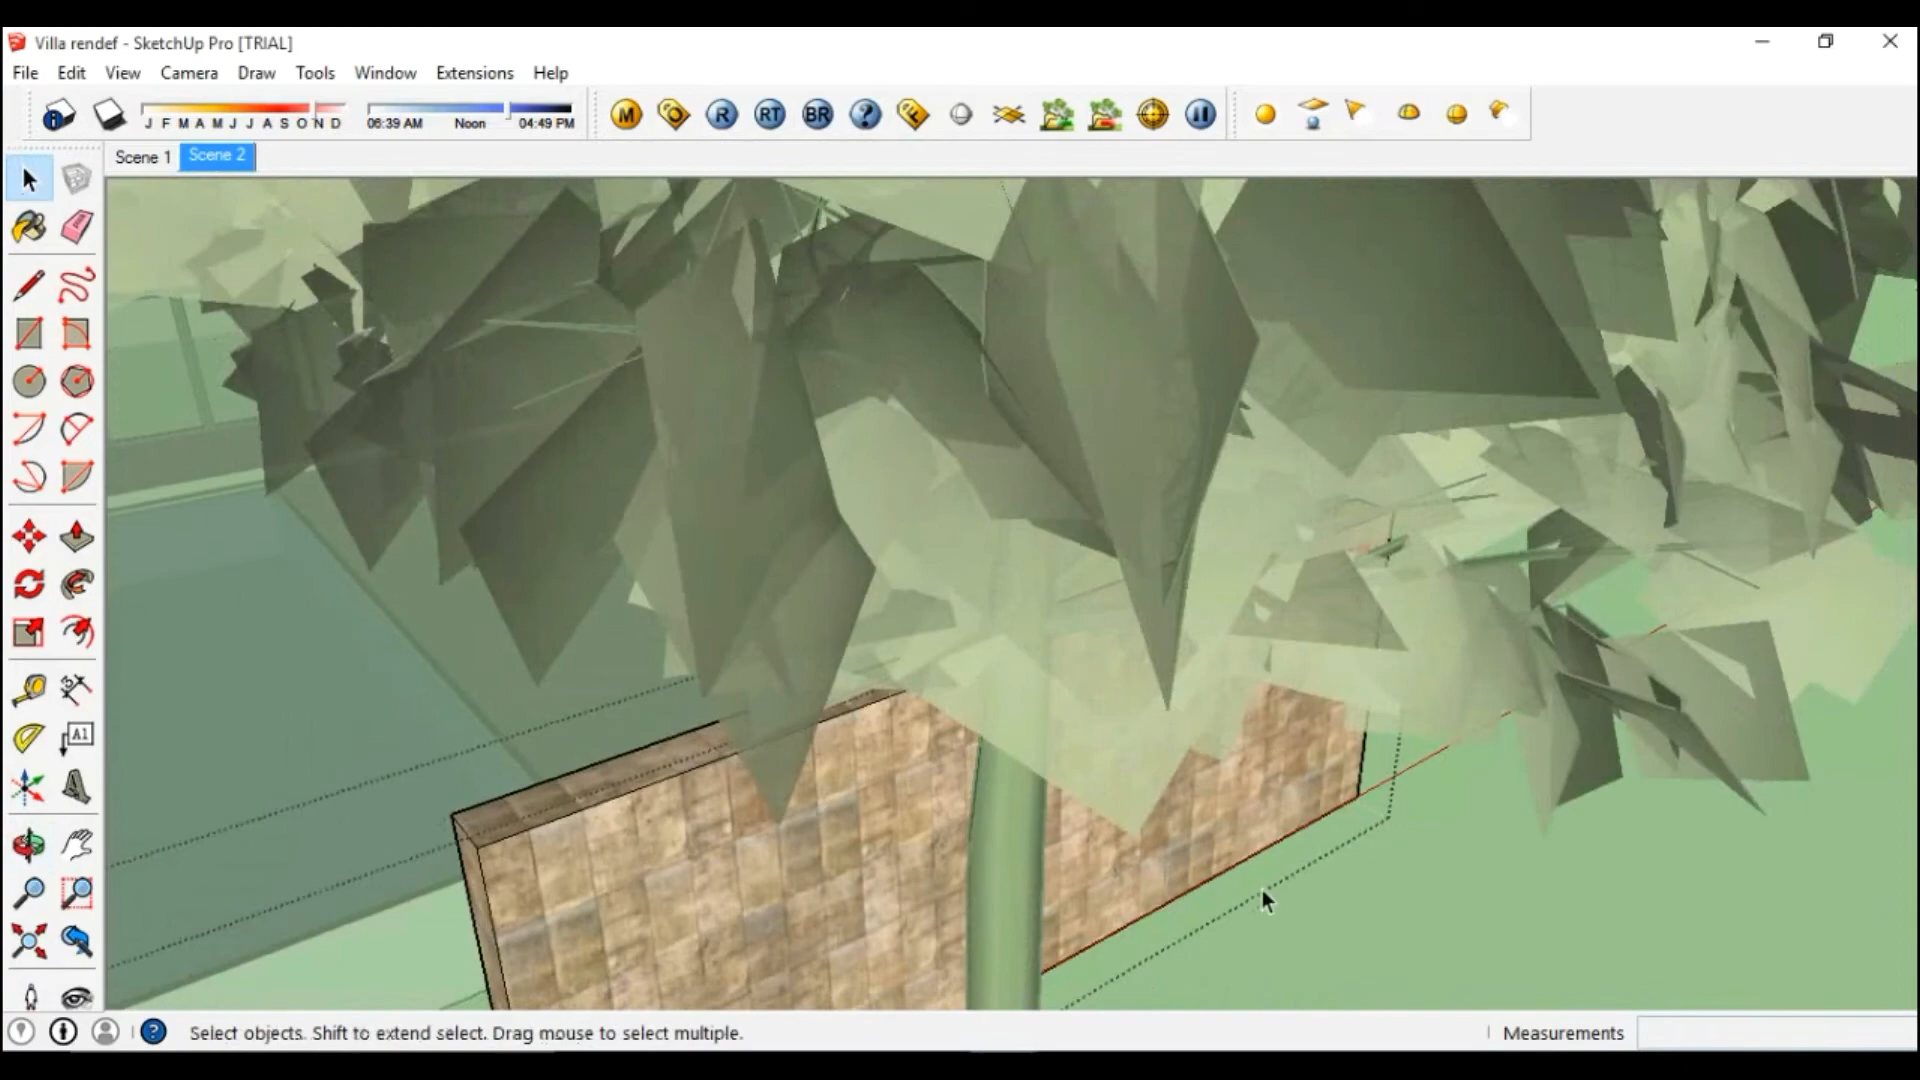 Villa rendef - SketchUp Pro [TRIAL]
File Edit View Camera Draw Tools Window Extensions Help
J F M A M J J A S O N D
06:39 AM Noon 04:49 PM
M R RT BR ?
Scene 1 Scene 2
A1
Select objects. Shift to extend select. Drag mouse to select multiple.
Measurements